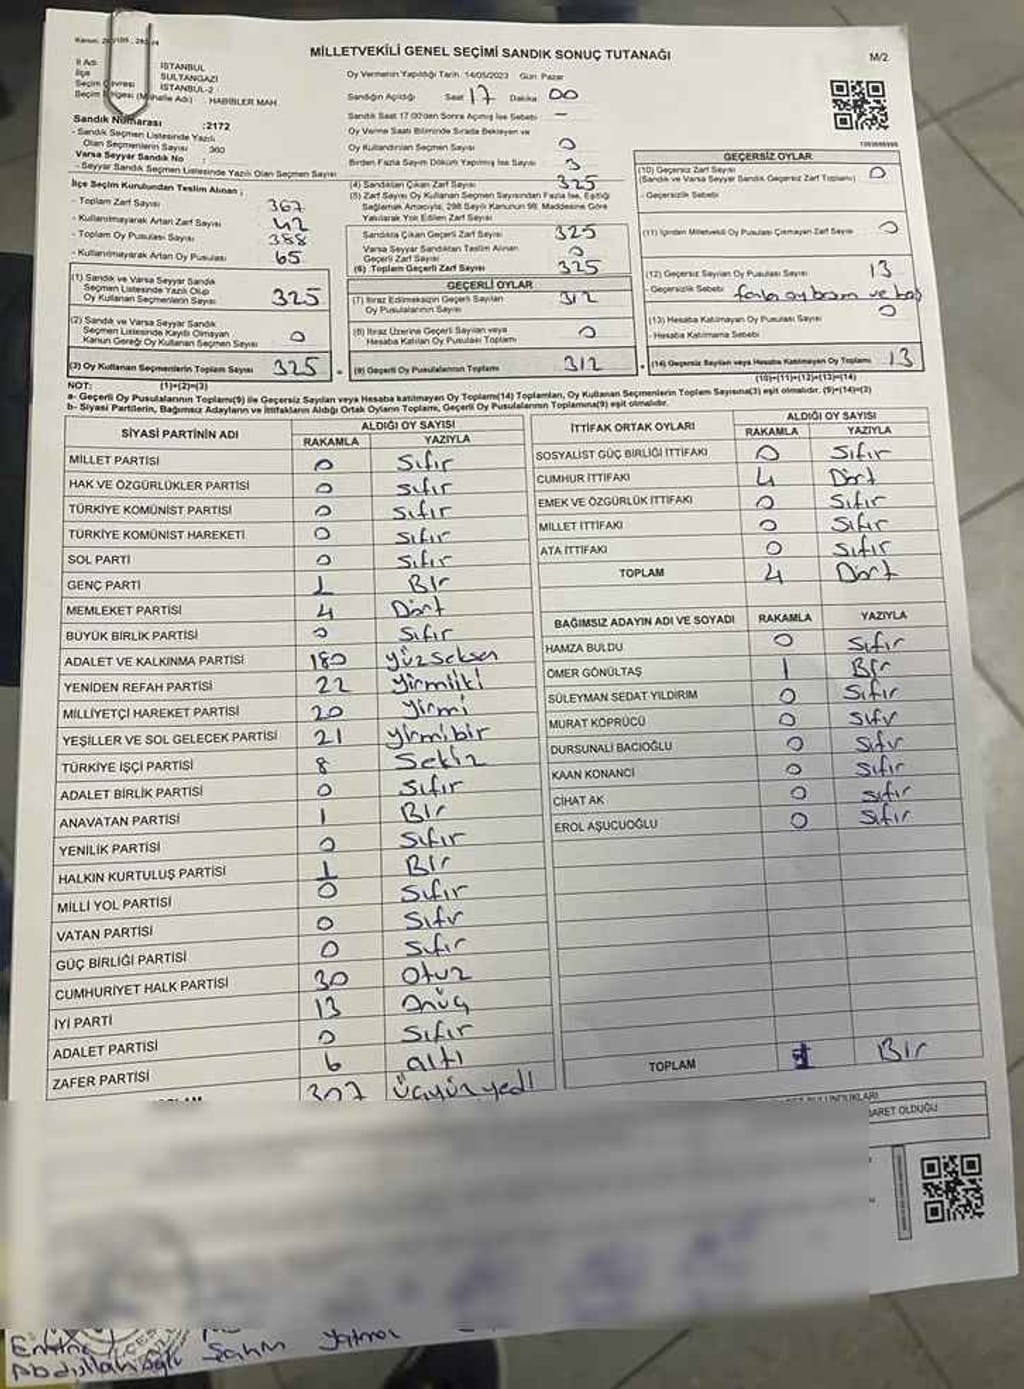 MİLLETVEKİLİ GENEL SEÇİMİ SANDIK SONUÇ TUTANAĞI
M/2
İl Adı : İSTANBUL
İlçe SULTANGAZİ
Seçim Çevresi İSTANBUL-2
Seçim Bölgesi (Mahalle Adı) : HABİBLER MAH.
Sandık Numarası :2172
- Sandık Seçmen Listesinde Yazılı
Olan Seçmenlerin Sayısı : 360
Varsa Seyyar Sandık No :
- Seyyar Sandık Seçmen Listesinde Yazılı Olan Seçmen Sayısı
İlçe Seçim Kurulundan Teslim Alınan ;
- Toplam Zarf Sayısı 367
- Kullanılmayarak Artan Zarf Sayısı 42
- Toplam Oy Pusulası Sayısı 388
- Kullanılmayarak Artan Oy Pusulası 65
(1) Sandık ve Varsa Seyyar Sandık
Seçmen Listesinde Yazılı Olup
Oy Kullanan Seçmenlerin Sayısı 325
(2) Sandık ve Varsa Seyyar Sandık
Seçmen Listesinde Kayıtlı Olmayan
Kanun Gereği Oy Kullanan Seçmen Sayısı 0
(3) Oy Kullanan Seçmenlerin Toplam Sayısı 325
Oy Vermenin Yapıldığı Tarih: 14/05/2023 Gün: Pazar
Sandığın Açıldığı Saat 17 Dakika 00
Sandık Saat 17:00'den Sonra Açılmış İse Sebebi –
Oy Verme Saati Bitiminde Sırada Bekleyen ve
Oy Kullandırılan Seçmen Sayısı 0
Birden Fazla Sayım Döküm Yapılmış İse Sayısı 3
(4) Sandıktan Çıkan Zarf Sayısı 325
(5) Zarf Sayısı Oy Kullanan Seçmen Sayısından Fazla İse, Eşitliği
Sağlamak Amacıyla, 298 Sayılı Kanunun 98. Maddesine Göre
Yakılarak Yok Edilen Zarf Sayısı
Sandıkta Çıkan Geçerli Zarf Sayısı 325
Varsa Seyyar Sandıktan Teslim Alınan
Geçerli Zarf Sayısı 0
(6) Toplam Geçerli Zarf Sayısı 325
GEÇERLİ OYLAR
(7) İtiraz Edilmeksizin Geçerli Sayılan
Oy Pusulalarının Sayısı 312
(8) İtiraz Üzerine Geçerli Sayılan veya
Hesaba Katılan Oy Pusulası Toplamı 0
(9) Geçerli Oy Pusulalarının Toplamı 312
GEÇERSİZ OYLAR
(10) Geçersiz Zarf Sayısı
(Sandık ve Varsa Seyyar Sandık Geçersiz Zarf Toplamı) 0
- Geçersizlik Sebebi
(11) İçinden Milletvekili Oy Pusulası Çıkmayan Zarf Sayısı 0
(12) Geçersiz Sayılan Oy Pusulası Sayısı 13
- Geçersizlik Sebebi
(13) Hesaba Katılmayan Oy Pusulası Sayısı 0
- Hesaba Katılmama Sebebi
(14) Geçersiz Sayılan veya Hesaba Katılmayan Oy Toplamı 13
NOT: (1)+(2)=(3)
(10)+(11)+(12)+(13)=(14)
a- Geçerli Oy Pusulalarının Toplamı(9) ile Geçersiz Sayılan veya Hesaba katılmayan Oy Toplamı(14) Toplamları, Oy Kullanan Seçmenlerin Toplam Sayısına(3) eşit olmalıdır. (9)+(14)=(3)
b- Siyasi Partilerin, Bağımsız Adayların ve İttifakların Aldığı Ortak Oyların Toplamı, Geçerli Oy Pusulalarının Toplamına(9) eşit olmalıdır.
SİYASİ PARTİNİN ADI ALDIĞI OY SAYISI
RAKAMLA YAZIYLA
MİLLET PARTİSİ 0 Sıfır
HAK VE ÖZGÜRLÜKLER PARTİSİ 0 Sıfır
TÜRKİYE KOMÜNİST PARTİSİ 0 Sıfır
TÜRKİYE KOMÜNİST HAREKETİ 0 Sıfır
SOL PARTİ 0 Sıfır
GENÇ PARTİ 1 Bir
MEMLEKET PARTİSİ 4 Dört
BÜYÜK BİRLİK PARTİSİ 0 Sıfır
ADALET VE KALKINMA PARTİSİ 180 Yüzseksen
YENİDEN REFAH PARTİSİ 22 Yirmiiki
MİLLİYETÇİ HAREKET PARTİSİ 20 Yirmi
YEŞİLLER VE SOL GELECEK PARTİSİ 21 Yirmibir
TÜRKİYE İŞÇİ PARTİSİ 8 Sekiz
ADALET BİRLİK PARTİSİ 0 Sıfır
ANAVATAN PARTİSİ 1 Bir
YENİLİK PARTİSİ 0 Sıfır
HALKIN KURTULUŞ PARTİSİ 1 Bir
MİLLİ YOL PARTİSİ 0 Sıfır
VATAN PARTİSİ 0 Sıfır
GÜÇ BİRLİĞİ PARTİSİ 0 Sıfır
CUMHURİYET HALK PARTİSİ 30 Otuz
İYİ PARTİ 13 Onüç
ADALET PARTİSİ 0 Sıfır
ZAFER PARTİSİ 6 altı
307 Üçyüzyedi
İTTİFAK ORTAK OYLARI ALDIĞI OY SAYISI
RAKAMLA YAZIYLA
SOSYALİST GÜÇ BİRLİĞİ İTTİFAKI 0 Sıfır
CUMHUR İTTİFAKI 4 Dört
EMEK VE ÖZGÜRLÜK İTTİFAKI 0 Sıfır
MİLLET İTTİFAKI 0 Sıfır
ATA İTTİFAKI 0 Sıfır
TOPLAM 4 Dört
BAĞIMSIZ ADAYIN ADI VE SOYADI RAKAMLA YAZIYLA
HAMZA BULDU 0 Sıfır
ÖMER GÖNÜLTAŞ 1 Bir
SÜLEYMAN SEDAT YILDIRIM 0 Sıfır
MURAT KÖPRÜCÜ 0 Sıfır
DURSUNALİ BACIOĞLU 0 Sıfır
KAAN KONANCI 0 Sıfır
CİHAT AK 0 Sıfır
EROL AŞUCUOĞLU 0 Sıfır
TOPLAM 1 Bir
BARET OLDUĞU
Abdullahoğlu Şahin